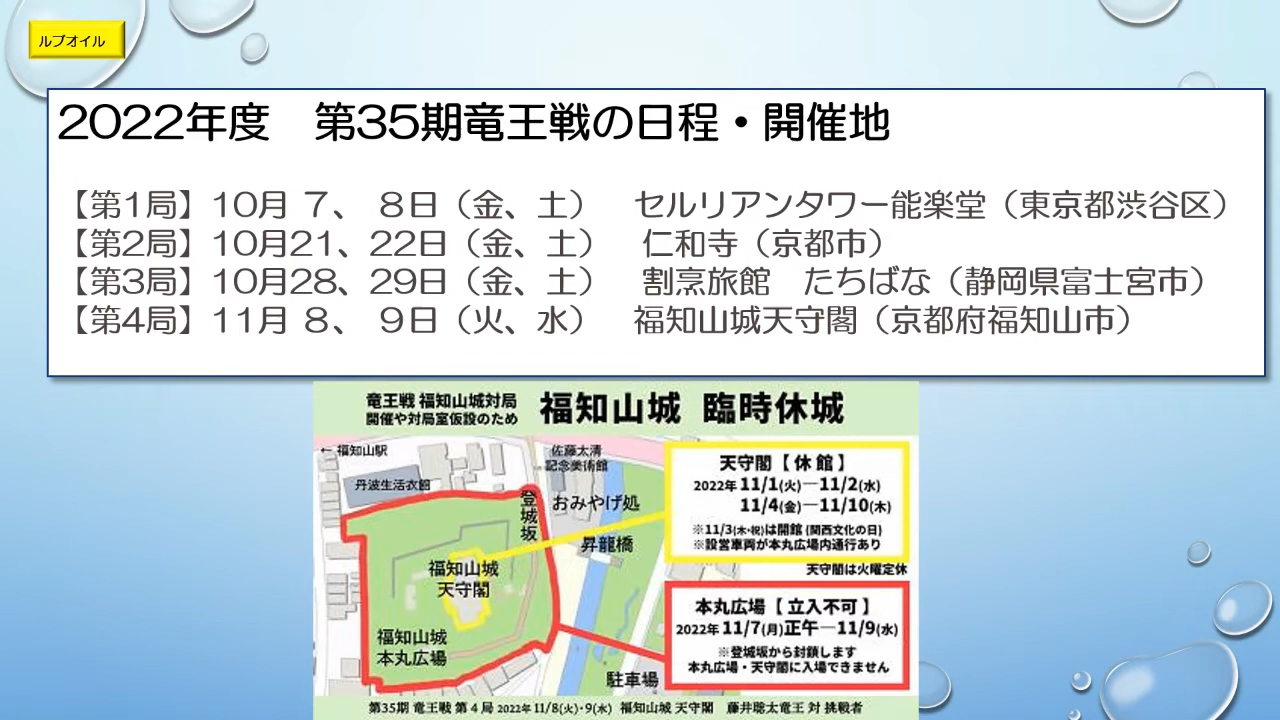 ルブオイル
2022年度　第35期竜王戦の日程・開催地
【第1局】10月 7、 8日（金、土）　セルリアンタワー能楽堂（東京都渋谷区）
【第2局】10月21、22日（金、土）　仁和寺（京都市）
【第3局】10月28、29日（金、土）　割烹旅館　たちばな（静岡県富士宮市）
【第4局】11月 8、 9日（火、水）　福知山城天守閣（京都府福知山市）
竜王戦 福知山城対局
開催や対局室仮設のため
福知山城 臨時休城
← 福知山駅
佐藤太清
記念美術館
丹波生活衣館
登城坂
おみやげ処
昇龍橋
福知山城
天守閣
福知山城
本丸広場
駐車場
天守閣【 休 館 】
2022年 11/1(火)―11/2(水)
11/4(金)―11/10(木)
※11/3(木・祝)は開館 (関西文化の日)
※設営車両が本丸広場内通行あり
天守閣は火曜定休
本丸広場【 立入不可 】
2022年 11/7(月)正午―11/9(水)
※登城坂から封鎖します
本丸広場・天守閣に入場できません
第35期 竜王戦 第４局 2022年 11/8(火)・9(水) 福知山城 天守閣　藤井聡太竜王 対 挑戦者